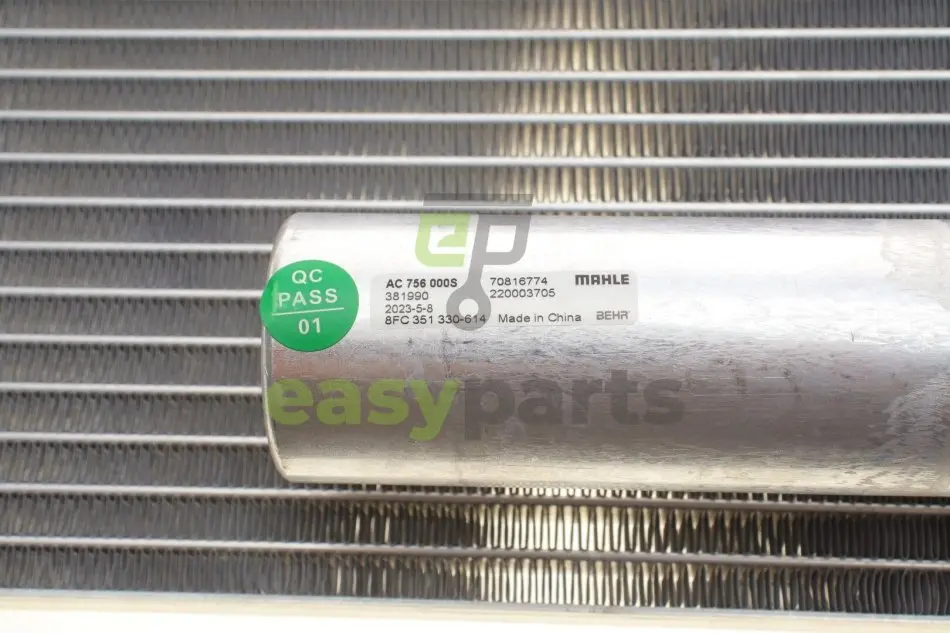 ep
QC
PASS
01
AC 756 000S 70816774 MAHLE
381990 220003705
2023-5-8
8FC 351 330-614 Made in China BEHR
easyparts